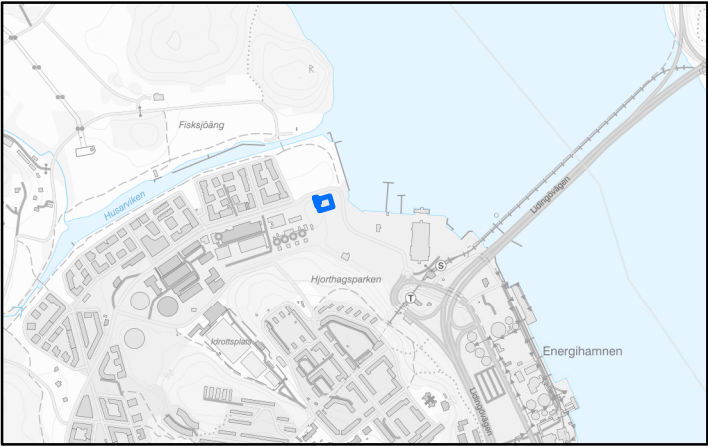 Fisksjöäng
Husarviken
Lidingövägen
S
Hjorthagsparken
T
Idrottsplats
Energihamnen
Lidingövägen
R